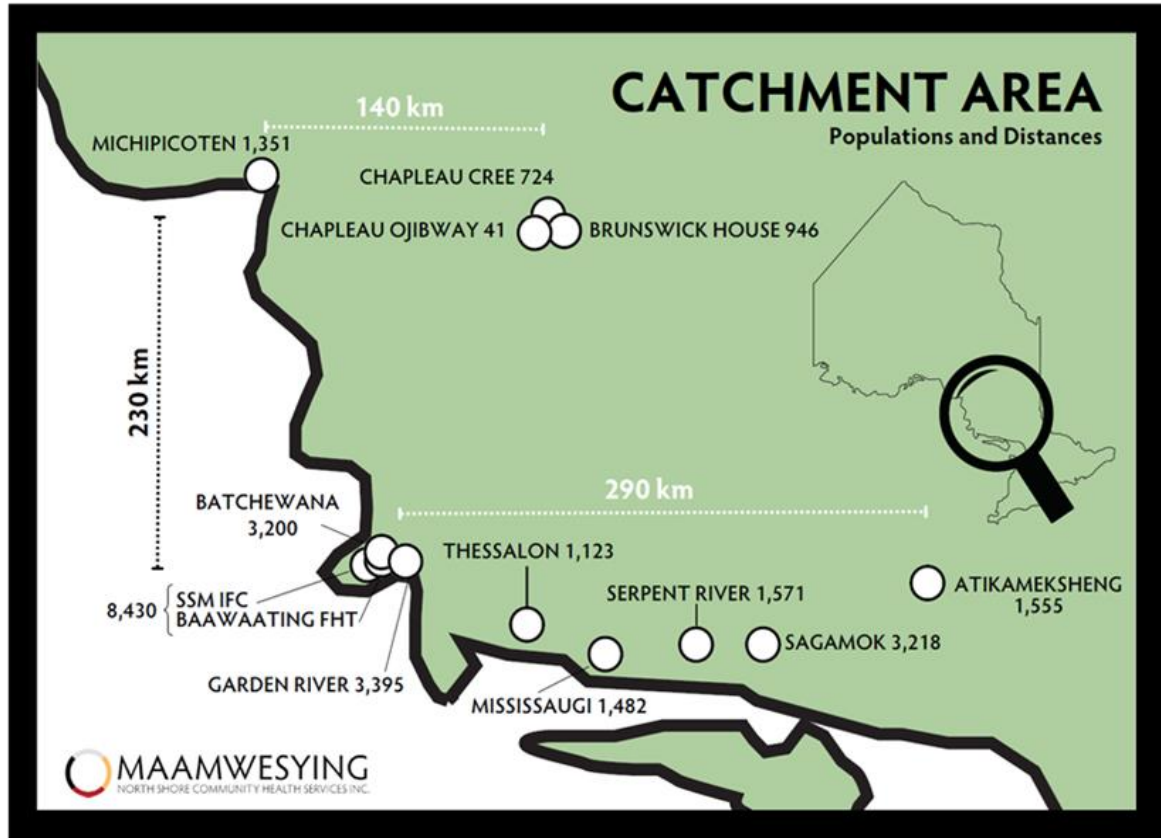 CATCHMENT AREA
Populations and Distances
140 km
MICHIPICOTEN 1,351
CHAPLEAU CREE 724
CHAPLEAU OJIBWAY 41
BRUNSWICK HOUSE 946
230 km
290 km
BATCHEWANA
3,200
THESSALON 1,123
SERPENT RIVER 1,571
ATIKAMEKSHENG
1,555
8,430
SSM IFC
BAAWAATING FHT
SAGAMOK 3,218
GARDEN RIVER 3,395
MISSISSAUGI 1,482
MAAMWESYING
NORTH SHORE COMMUNITY HEALTH SERVICES INC.